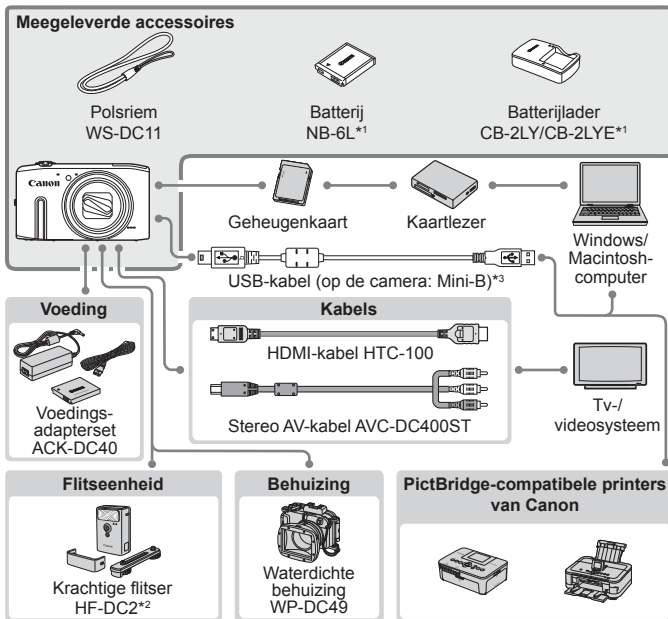 Meegeleverde accessoires
Polsriem
WS-DC11
Batterij
NB-6L*1
Batterijlader
CB-2LY/CB-2LYE*1
Canon
Geheugenkaart
Kaartlezer
Windows/
Macintosh-
computer
USB-kabel (op de camera: Mini-B)*3
Voeding
Voedings-
adapterset
ACK-DC40
Kabels
HDMI-kabel HTC-100
Stereo AV-kabel AVC-DC400ST
Tv-/
videosysteem
Flitseenheid
Krachtige flitser
HF-DC2*2
Behuizing
Waterdichte
behuizing
WP-DC49
PictBridge-compatibele printers
van Canon